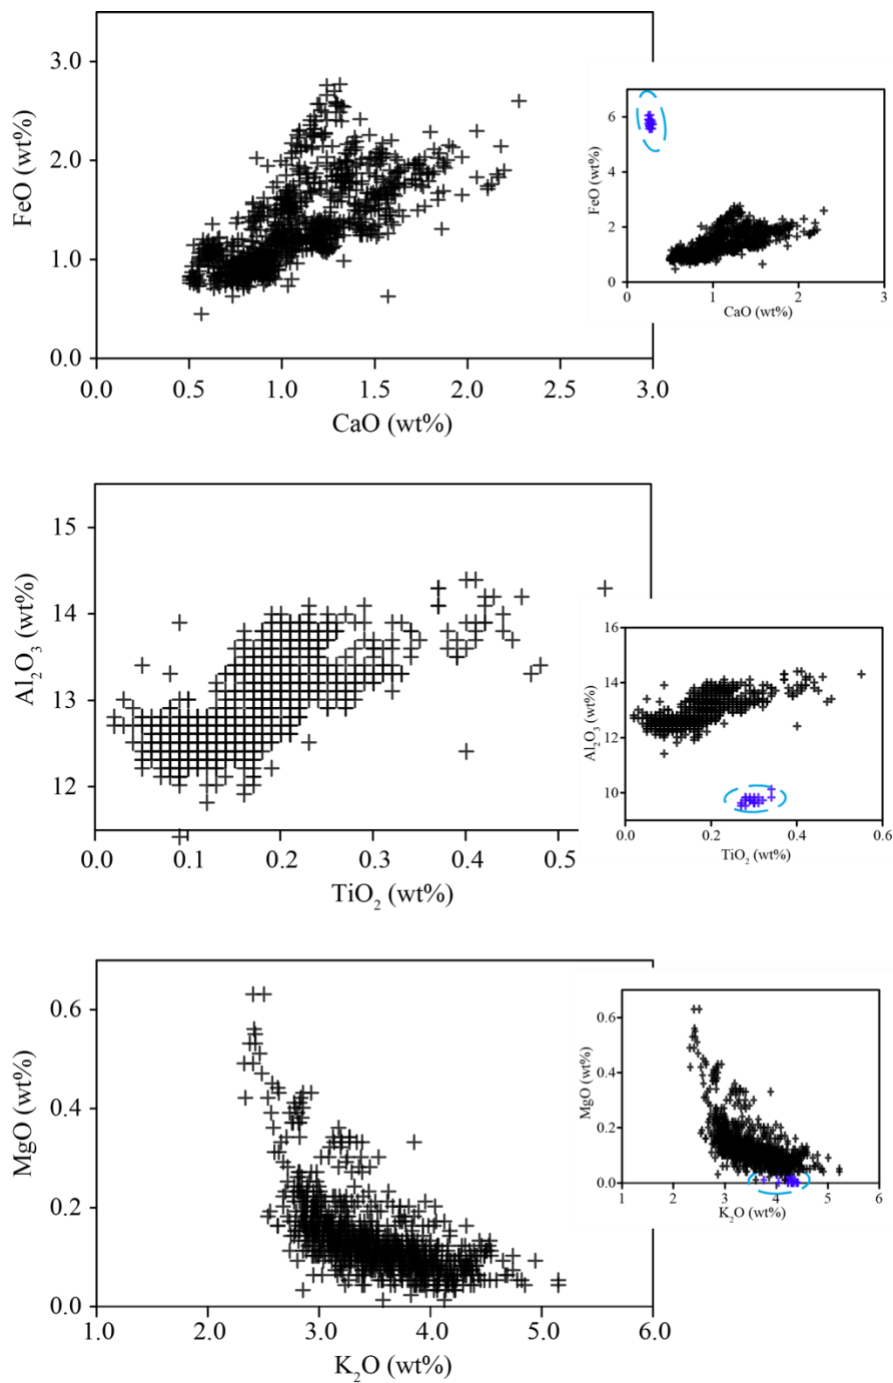 3.0
2.0
1.0
0.0
FeO (wt%)
0.0 0.5 1.0 1.5 2.0 2.5 3.0
CaO (wt%)
6
4
2
0
FeO (wt%)
0 1 2 3
CaO (wt%)
15
14
13
12
Al₂O₃ (wt%)
0.0 0.1 0.2 0.3 0.4 0.5
TiO₂ (wt%)
16
14
12
10
Al₂O₃ (wt%)
0.0 0.2 0.4 0.6
TiO₂ (wt%)
0.6
0.4
0.2
0.0
MgO (wt%)
1.0 2.0 3.0 4.0 5.0 6.0
K₂O (wt%)
0.6
0.4
0.2
0.0
MgO (wt%)
1 2 3 4 5 6
K₂O (wt%)